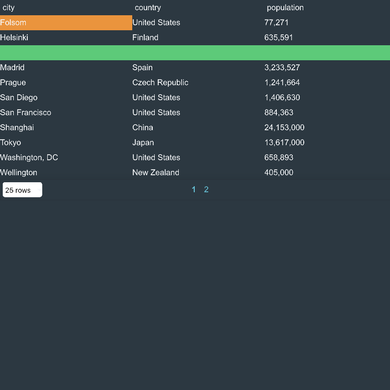 city country population
Folsom United States 77,271
Helsinki Finland 635,591
Madrid Spain 3,233,527
Prague Czech Republic 1,241,664
San Diego United States 1,406,630
San Francisco United States 884,363
Shanghai China 24,153,000
Tokyo Japan 13,617,000
Washington, DC United States 658,893
Wellington New Zealand 405,000
25 rows 1 2